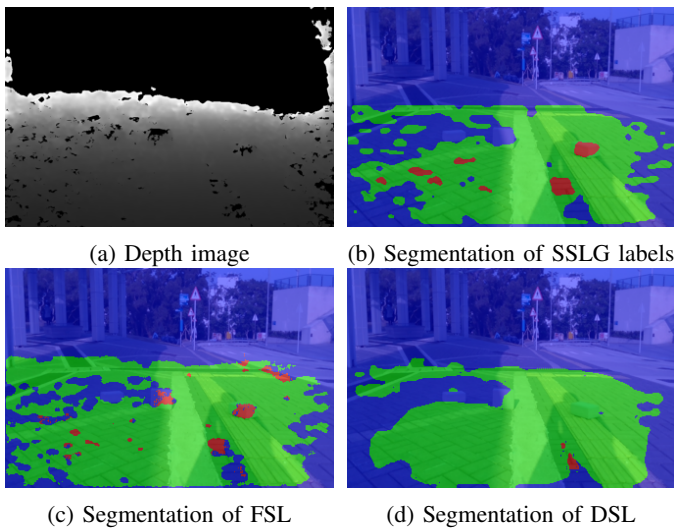 (a) Depth image
(b) Segmentation of SSLG labels
(c) Segmentation of FSL
(d) Segmentation of DSL